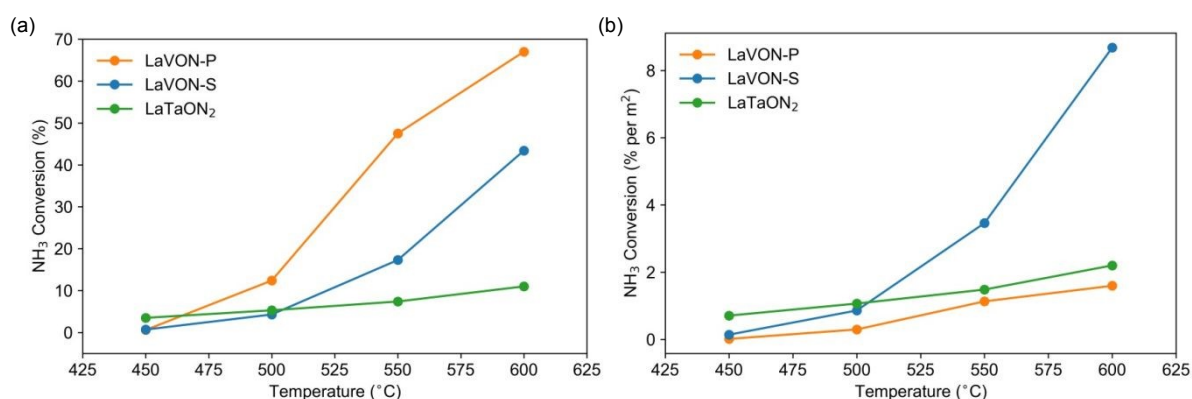 (a)
NH₃ Conversion (%)
70
60
50
40
30
20
10
0
LaVON-P
LaVON-S
LaTaON₂
425 450 475 500 525 550 575 600 625
Temperature (°C)
(b)
NH₃ Conversion (% per m²)
8
6
4
2
0
LaVON-P
LaVON-S
LaTaON₂
425 450 475 500 525 550 575 600 625
Temperature (°C)